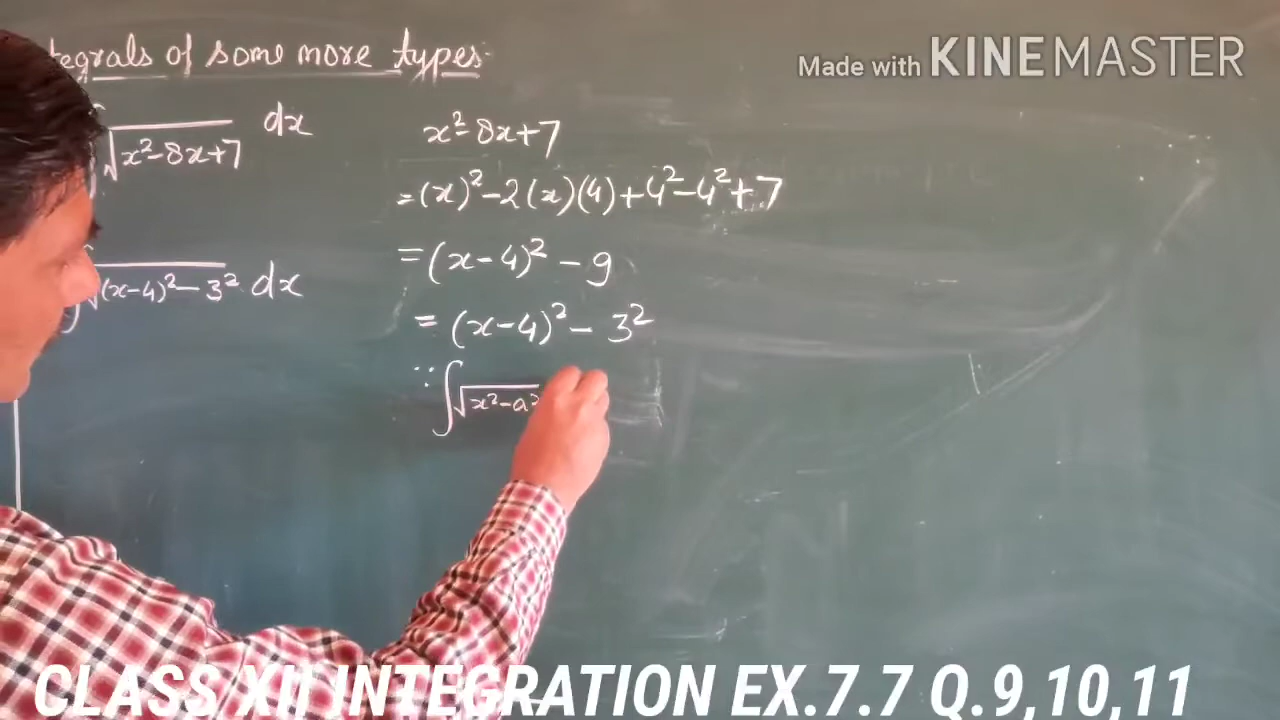 tegrals of some more types
Made with KINEMASTER
√x²-8x+7 dx
√(x-4)²-3² dx
x²-8x+7
=(x)²-2(x)(4)+4²-4²+7
=(x-4)²-9
=(x-4)²-3²
∵∫√x²-a²
CLASS XII INTEGRATION EX.7.7 Q.9,10,11